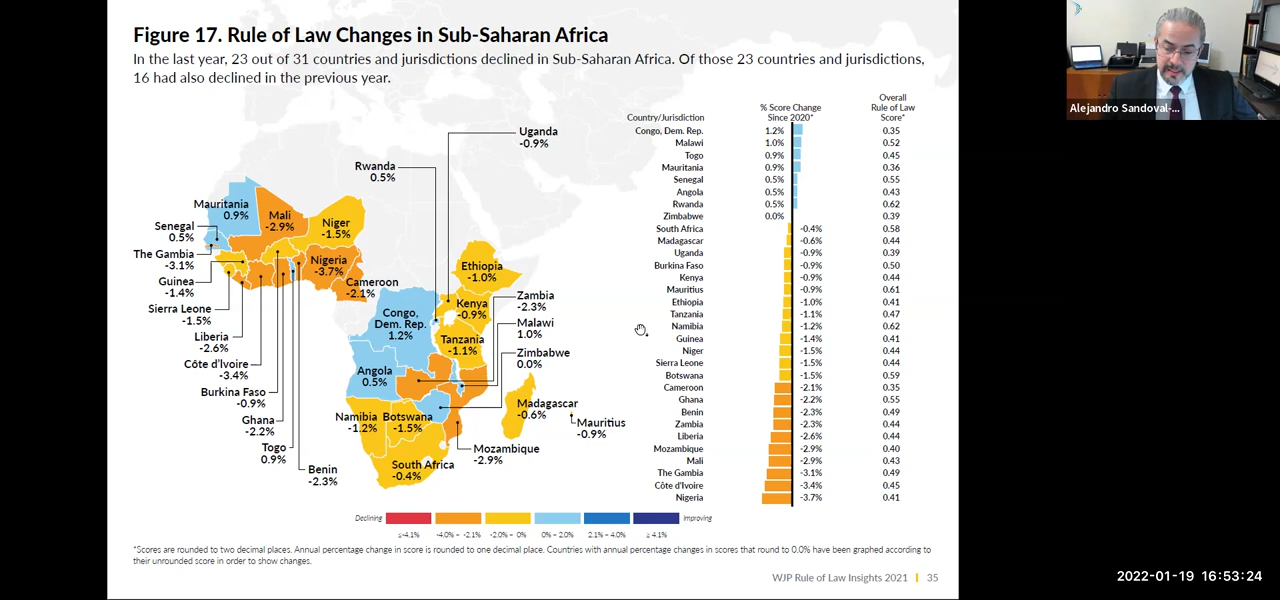 Figure 17. Rule of Law Changes in Sub-Saharan Africa
In the last year, 23 out of 31 countries and jurisdictions declined in Sub-Saharan Africa. Of those 23 countries and jurisdictions,
16 had also declined in the previous year.
Alejandro Sandoval-...
Uganda
-0.9%
Rwanda
0.5%
Mauritania
0.9%
Mali
-2.9%
Niger
-1.5%
Senegal
0.5%
The Gambia
-3.1%
Nigeria
-3.7%
Guinea
-1.4%
Cameroon
-2.1%
Ethiopia
-1.0%
Sierra Leone
-1.5%
Kenya
-0.9%
Zambia
-2.3%
Congo,
Dem. Rep.
1.2%
Malawi
1.0%
Liberia
-2.6%
Tanzania
-1.1%
Zimbabwe
0.0%
Côte d'Ivoire
-3.4%
Angola
0.5%
Burkina Faso
-0.9%
Madagascar
-0.6%
Ghana
-2.2%
Namibia
-1.2%
Botswana
-1.5%
Mauritius
-0.9%
Togo
0.9%
Mozambique
-2.9%
Benin
-2.3%
South Africa
-0.4%
Country/Jurisdiction
% Score Change
Since 2020*
Overall
Rule of Law
Score*
Congo, Dem. Rep. 1.2% 0.35
Malawi 1.0% 0.52
Togo 0.9% 0.45
Mauritania 0.9% 0.36
Senegal 0.5% 0.55
Angola 0.5% 0.43
Rwanda 0.5% 0.62
Zimbabwe 0.0% 0.39
South Africa -0.4% 0.58
Madagascar -0.6% 0.44
Uganda -0.9% 0.39
Burkina Faso -0.9% 0.50
Kenya -0.9% 0.44
Mauritius -0.9% 0.61
Ethiopia -1.0% 0.41
Tanzania -1.1% 0.47
Namibia -1.2% 0.62
Guinea -1.4% 0.41
Niger -1.5% 0.44
Sierra Leone -1.5% 0.44
Botswana -1.5% 0.59
Cameroon -2.1% 0.35
Ghana -2.2% 0.55
Benin -2.3% 0.49
Zambia -2.3% 0.44
Liberia -2.6% 0.44
Mozambique -2.9% 0.40
Mali -2.9% 0.43
The Gambia -3.1% 0.49
Côte d'Ivoire -3.4% 0.45
Nigeria -3.7% 0.41
Declining Improving
≤-4.1% -4.0% – -2.1% -2.0% – 0% 0% – 2.0% 2.1% – 4.0% ≥ 4.1%
*Scores are rounded to two decimal places. Annual percentage change in score is rounded to one decimal place. Countries with annual percentage changes in scores that round to 0.0% have been graphed according to
their unrounded score in order to show changes.
WJP Rule of Law Insights 2021 | 35
2022-01-19 16:53:24